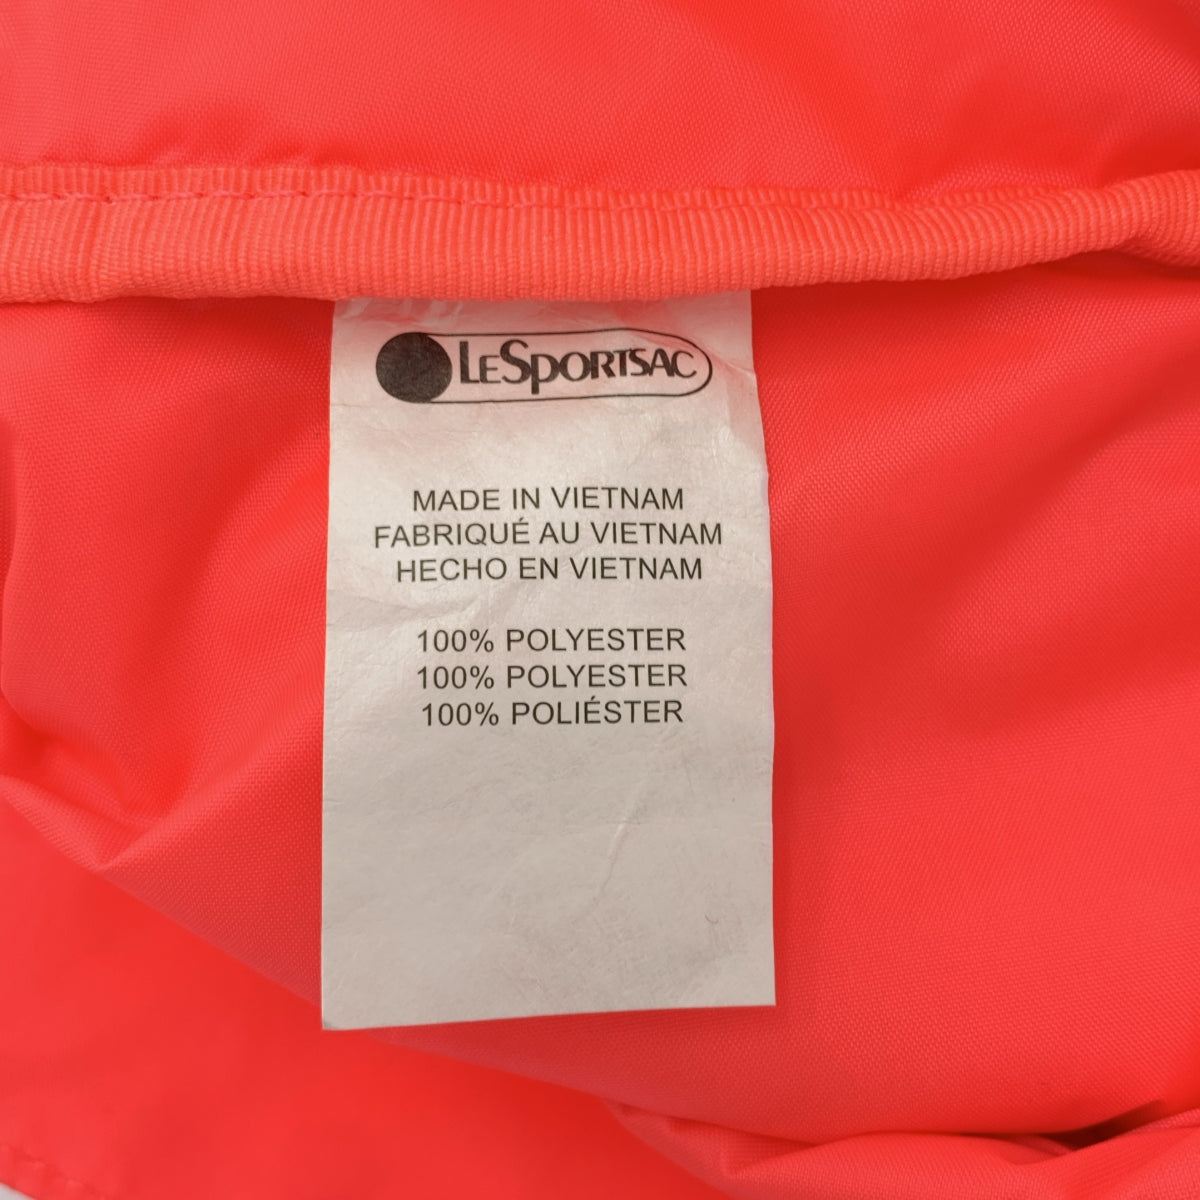 LESPORTSAC
MADE IN VIETNAM
FABRIQUÉ AU VIETNAM
HECHO EN VIETNAM
100% POLYESTER
100% POLYESTER
100% POLIÉSTER